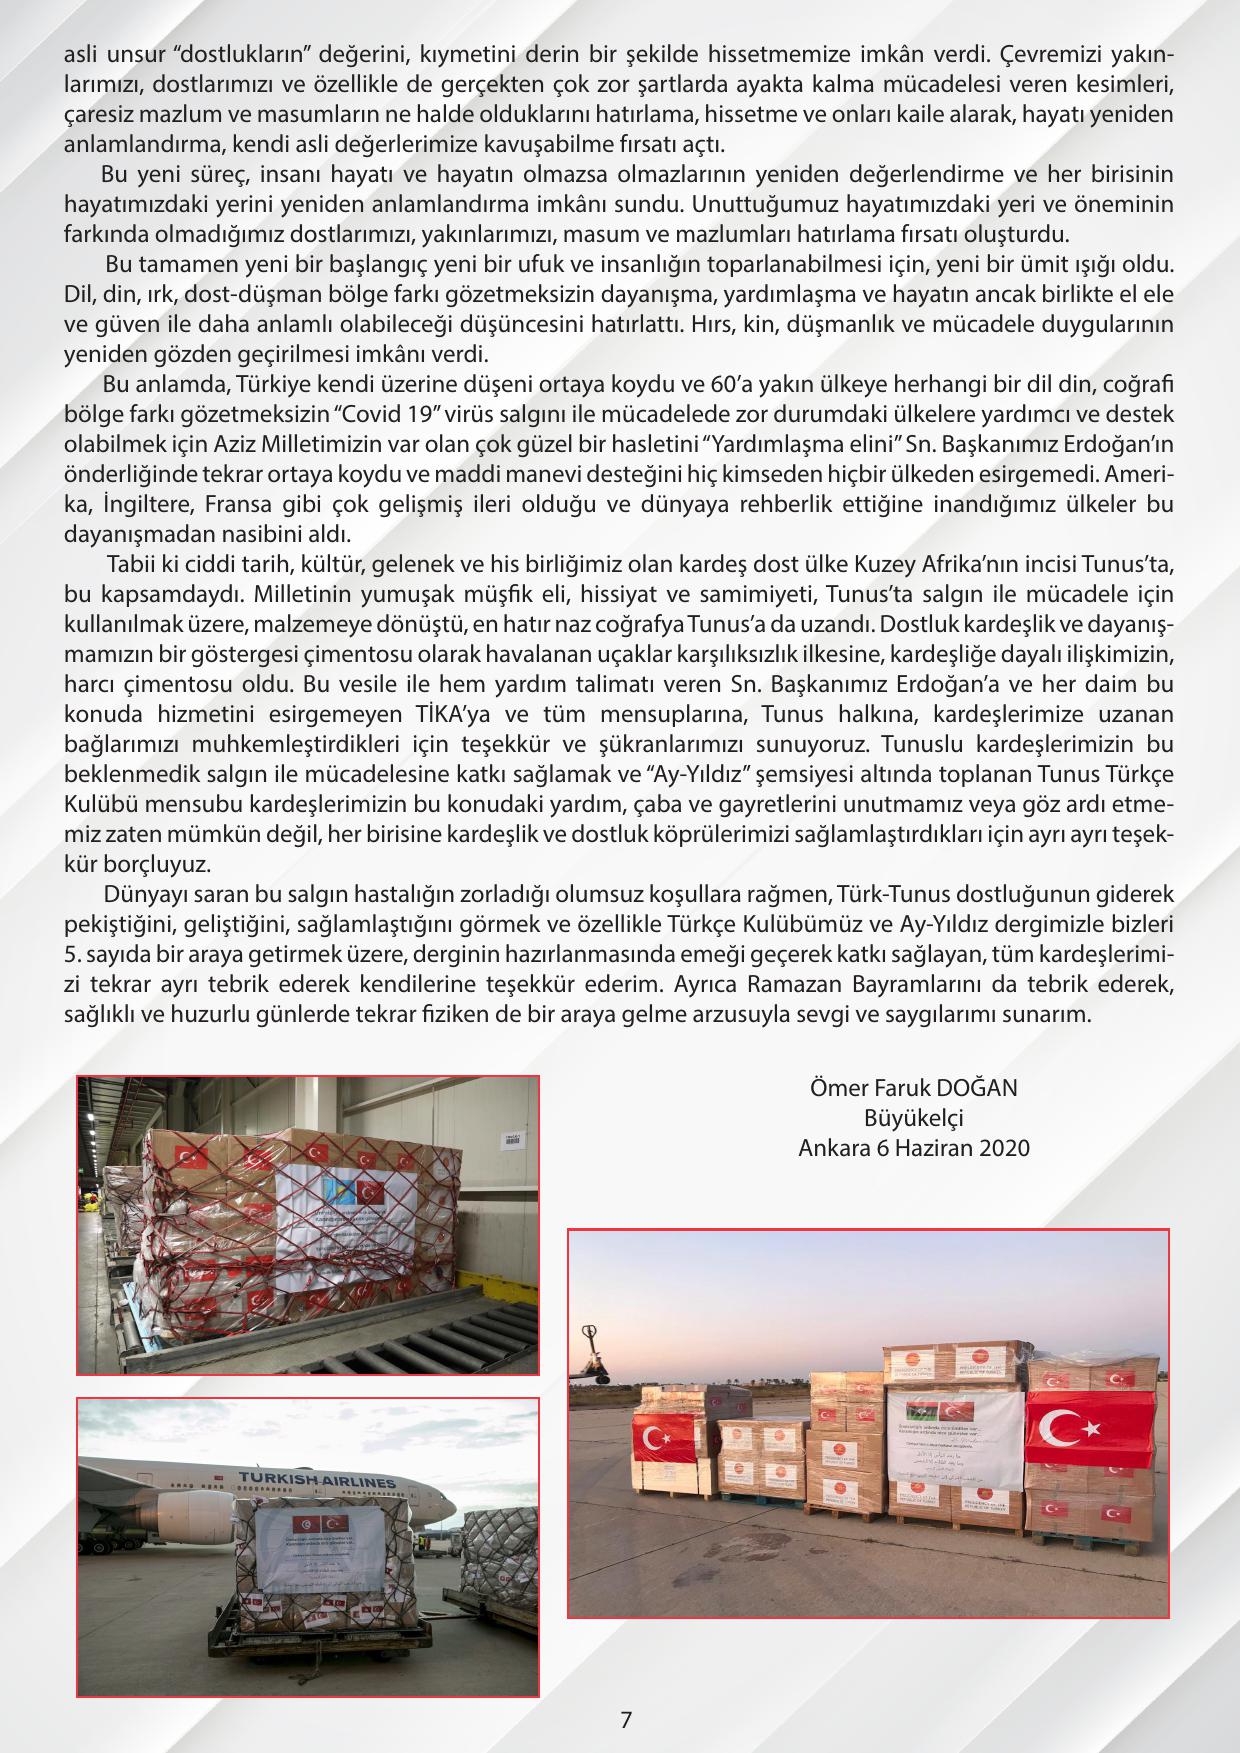 asli unsur “dostlukların” değerini, kıymetini derin bir şekilde hissetmemize imkân verdi. Çevremizi yakın-
larımızı, dostlarımızı ve özellikle de gerçekten çok zor şartlarda ayakta kalma mücadelesi veren kesimleri,
çaresiz mazlum ve masumların ne halde olduklarını hatırlama, hissetme ve onları kaile alarak, hayatı yeniden
anlamlandırma, kendi asli değerlerimize kavuşabilme fırsatı açtı.
Bu yeni süreç, insanı hayatı ve hayatın olmazsa olmazlarının yeniden değerlendirme ve her birisinin
hayatımızdaki yerini yeniden anlamlandırma imkânı sundu. Unuttuğumuz hayatımızdaki yeri ve öneminin
farkında olmadığımız dostlarımızı, yakınlarımızı, masum ve mazlumları hatırlama fırsatı oluşturdu.
Bu tamamen yeni bir başlangıç yeni bir ufuk ve insanlığın toparlanabilmesi için, yeni bir ümit ışığı oldu.
Dil, din, ırk, dost-düşman bölge farkı gözetmeksizin dayanışma, yardımlaşma ve hayatın ancak birlikte el ele
ve güven ile daha anlamlı olabileceği düşüncesini hatırlattı. Hırs, kin, düşmanlık ve mücadele duygularının
yeniden gözden geçirilmesi imkânı verdi.
Bu anlamda, Türkiye kendi üzerine düşeni ortaya koydu ve 60’a yakın ülkeye herhangi bir dil din, coğrafi
bölge farkı gözetmeksizin “Covid 19” virüs salgını ile mücadelede zor durumdaki ülkelere yardımcı ve destek
olabilmek için Aziz Milletimizin var olan çok güzel bir hasletini “Yardımlaşma elini” Sn. Başkanımız Erdoğan’ın
önderliğinde tekrar ortaya koydu ve maddi manevi desteğini hiç kimseden hiçbir ülkeden esirgemedi. Ameri-
ka, İngiltere, Fransa gibi çok gelişmiş ileri olduğu ve dünyaya rehberlik ettiğine inandığımız ülkeler bu
dayanışmadan nasibini aldı.
Tabii ki ciddi tarih, kültür, gelenek ve his birliğimiz olan kardeş dost ülke Kuzey Afrika’nın incisi Tunus’ta,
bu kapsamdaydı. Milletinin yumuşak müşfik eli, hissiyat ve samimiyeti, Tunus’ta salgın ile mücadele için
kullanılmak üzere, malzemeye dönüştü, en hatır naz coğrafya Tunus’a da uzandı. Dostluk kardeşlik ve dayanış-
mamızın bir göstergesi çimentosu olarak havalanan uçaklar karşılıksızlık ilkesine, kardeşliğe dayalı ilişkimizin,
harcı çimentosu oldu. Bu vesile ile hem yardım talimatı veren Sn. Başkanımız Erdoğan’a ve her daim bu
konuda hizmetini esirgemeyen TİKA’ya ve tüm mensuplarına, Tunus halkına, kardeşlerimize uzanan
bağlarımızı muhkemleştirdikleri için teşekkür ve şükranlarımızı sunuyoruz. Tunuslu kardeşlerimizin bu
beklenmedik salgın ile mücadelesine katkı sağlamak ve “Ay-Yıldız” şemsiyesi altında toplanan Tunus Türkçe
Kulübü mensubu kardeşlerimizin bu konudaki yardım, çaba ve gayretlerini unutmamız veya göz ardı etme-
miz zaten mümkün değil, her birisine kardeşlik ve dostluk köprülerimizi sağlamlaştırdıkları için ayrı ayrı teşek-
kür borçluyuz.
Dünyayı saran bu salgın hastalığın zorladığı olumsuz koşullara rağmen, Türk-Tunus dostluğunun giderek
pekiştiğini, geliştiğini, sağlamlaştığını görmek ve özellikle Türkçe Kulübümüz ve Ay-Yıldız dergimizle bizleri
5. sayıda bir araya getirmek üzere, derginin hazırlanmasında emeği geçerek katkı sağlayan, tüm kardeşlerimi-
zi tekrar ayrı tebrik ederek kendilerine teşekkür ederim. Ayrıca Ramazan Bayramlarını da tebrik ederek,
sağlıklı ve huzurlu günlerde tekrar fiziken de bir araya gelme arzusuyla sevgi ve saygılarımı sunarım.
Ömer Faruk DOĞAN
Büyükelçi
Ankara 6 Haziran 2020
TURKISH AIRLINES
PRESIDENCY OF THE
REPUBLIC OF TURKEY
7